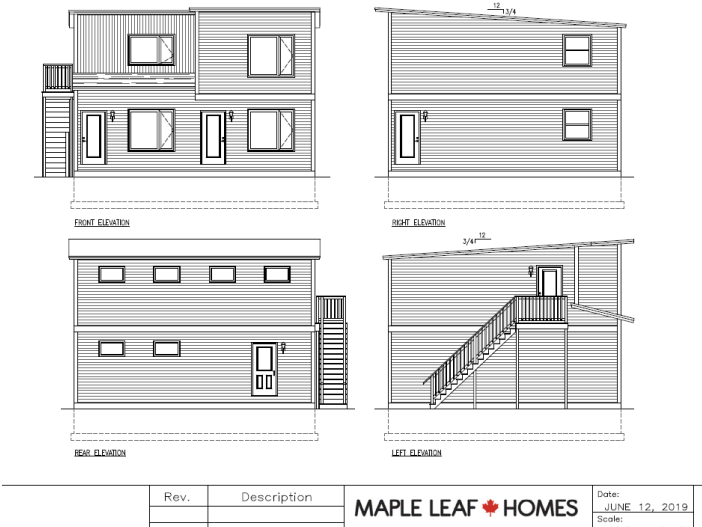 12
3/4
FRONT ELEVATION
RIGHT ELEVATION
12
3/4
REAR ELEVATION
LEFT ELEVATION
Rev.
Description
MAPLE LEAF HOMES
Date:
JUNE 12, 2019
Scale: